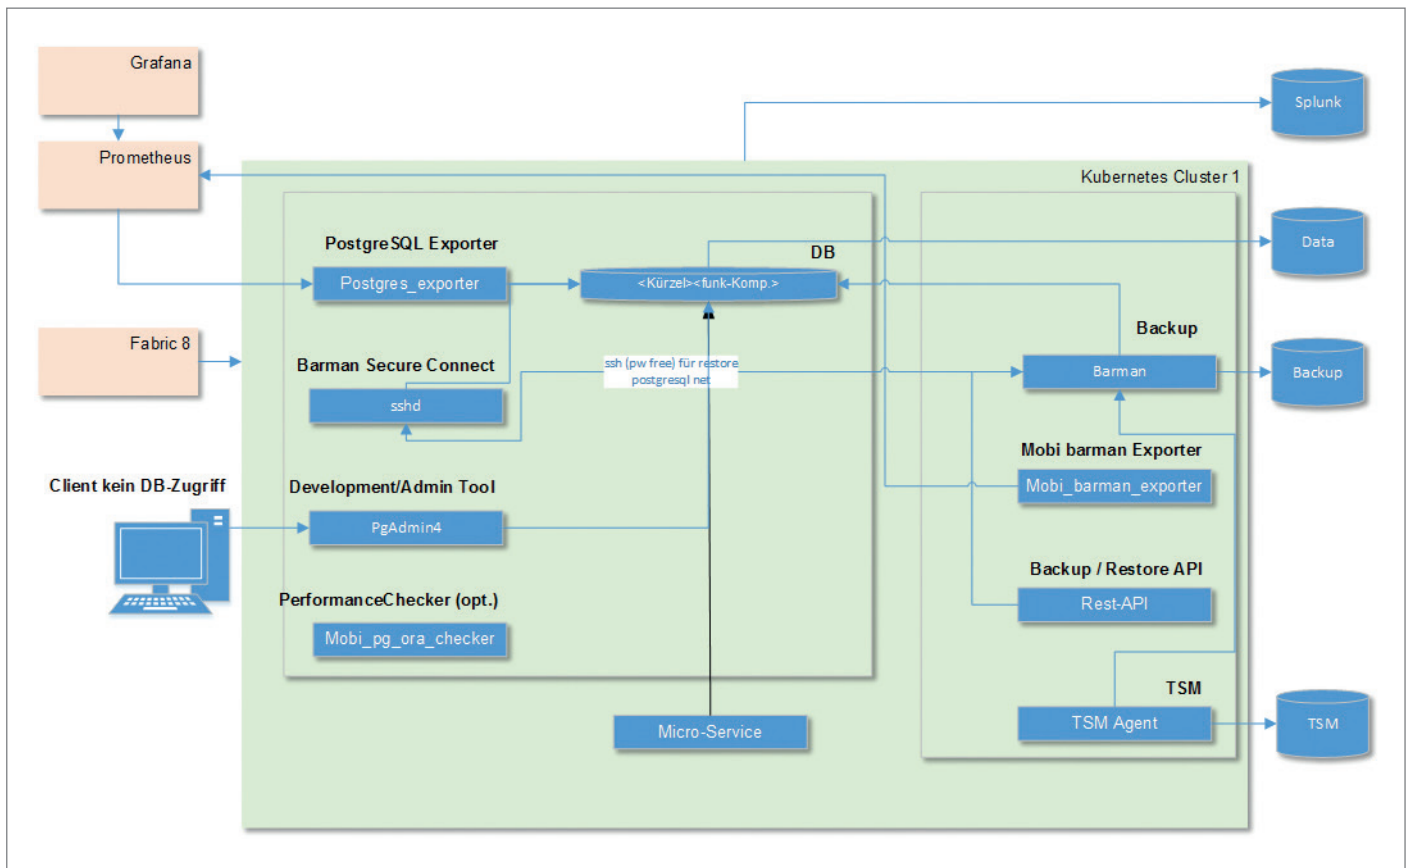 Grafana
Prometheus
Splunk
Kubernetes Cluster 1
PostgreSQL Exporter
Postgres_exporter
DB
<Kürzel><funk-Komp.>
Data
Fabric 8
Barman Secure Connect
sshd
ssh (pw free) für restore
postgresql net
Backup
Barman
Backup
Client kein DB-Zugriff
Development/Admin Tool
PgAdmin4
Mobi barman Exporter
Mobi_barman_exporter
PerformanceChecker (opt.)
Mobi_pg_ora_checker
Backup / Restore API
Rest-API
Micro-Service
TSM
TSM Agent
TSM